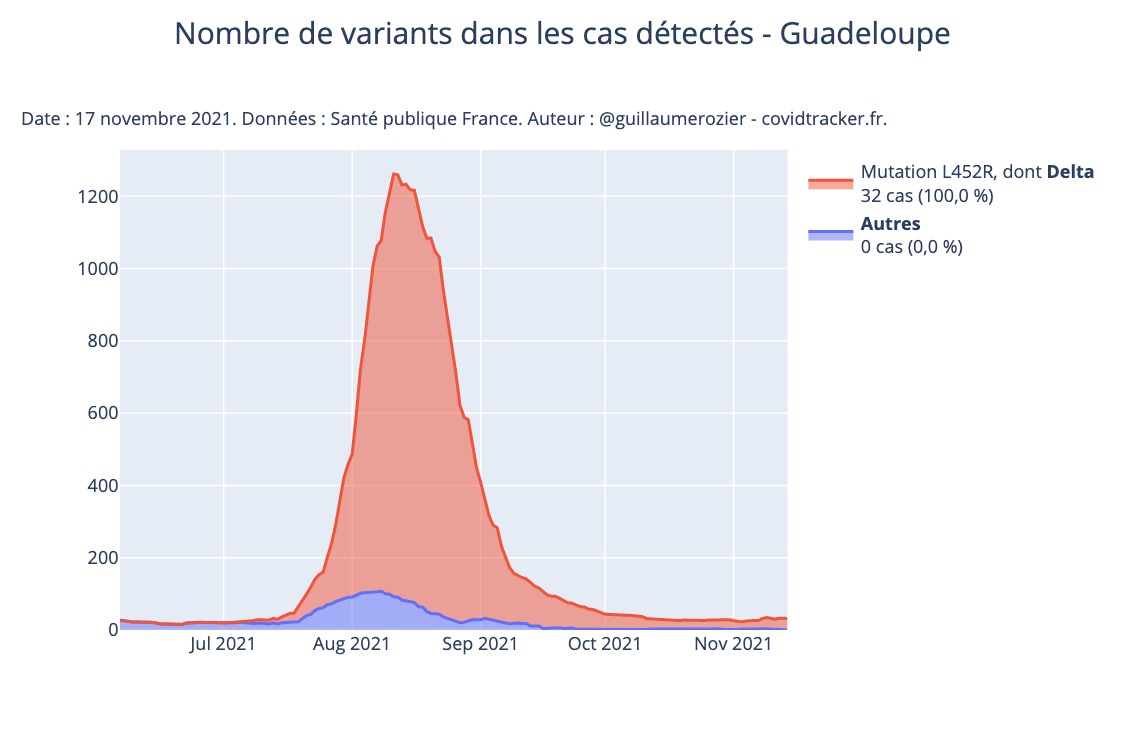 Nombre de variants dans les cas détectés - Guadeloupe
Date : 17 novembre 2021. Données : Santé publique France. Auteur : @guillaumerozier - covidtracker.fr.
Mutation L452R, dont Delta
32 cas (100,0 %)
Autres
0 cas (0,0 %)
1200
1000
800
600
400
200
0
Jul 2021
Aug 2021
Sep 2021
Oct 2021
Nov 2021